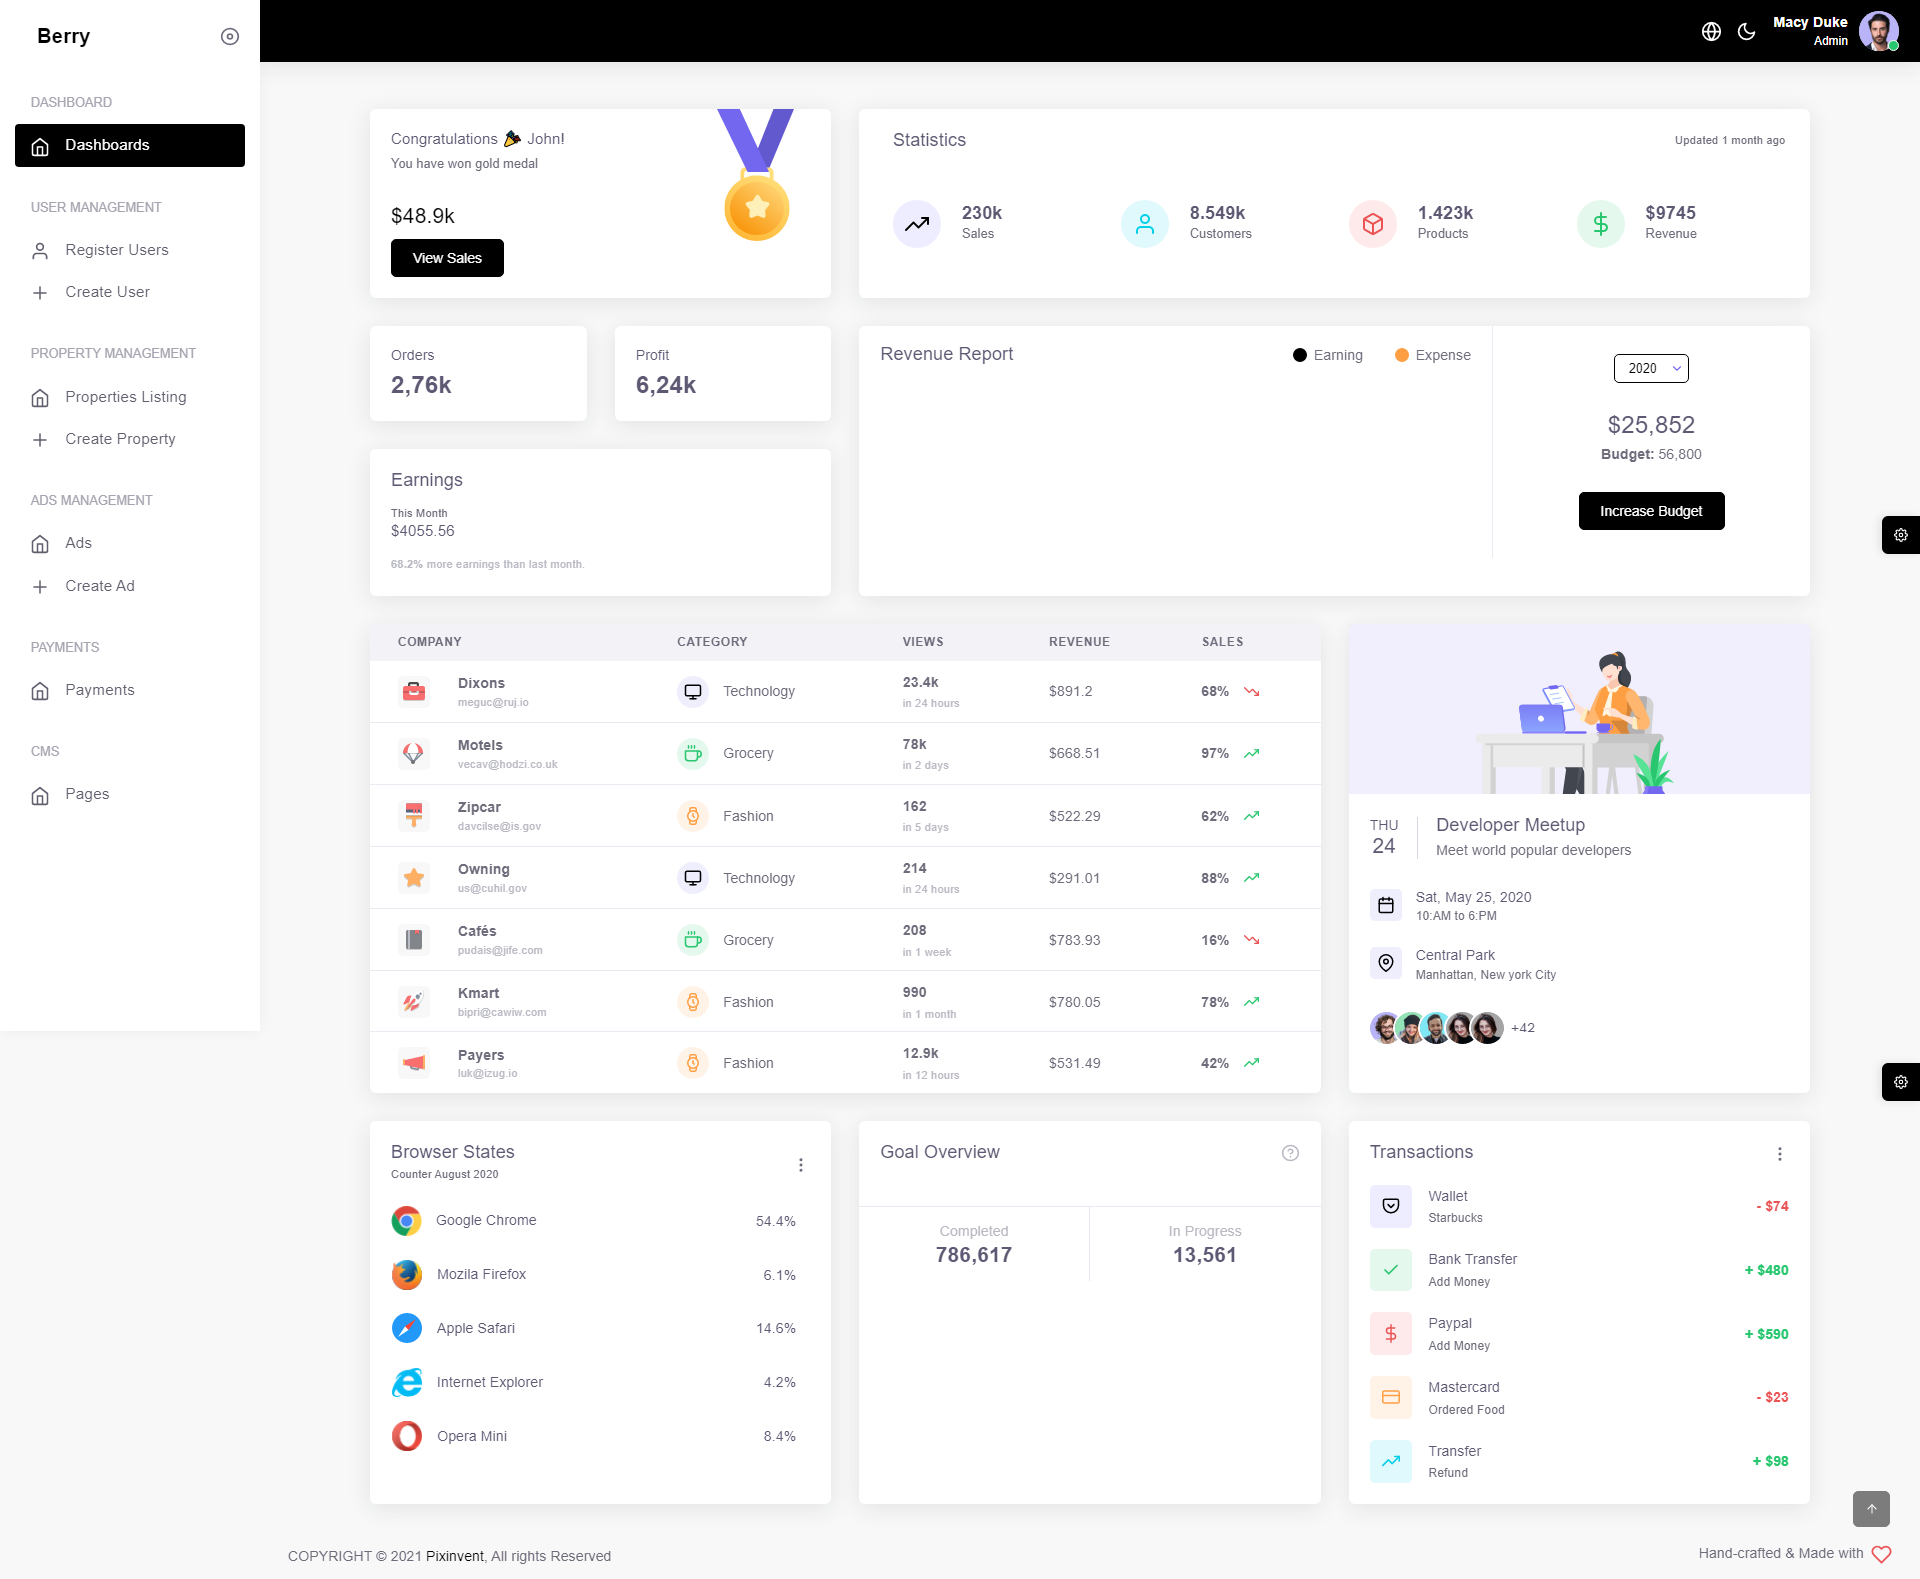 Berry
DASHBOARD
Dashboards
USER MANAGEMENT
Register Users
Create User
PROPERTY MANAGEMENT
Properties Listing
Create Property
ADS MANAGEMENT
Ads
Create Ad
PAYMENTS
Payments
CMS
Pages
Macy Duke
Admin
Congratulations John!
You have won gold medal
$48.9k
View Sales
Statistics
Updated 1 month ago
230k
Sales
8.549k
Customers
1.423k
Products
$9745
Revenue
Orders
2,76k
Profit
6,24k
Earnings
This Month
$4055.56
68.2% more earnings than last month.
Revenue Report
Earning
Expense
2020
$25,852
Budget: 56,800
Increase Budget
COMPANY CATEGORY VIEWS REVENUE SALES
Dixons
meguc@ruj.io
Technology
23.4k
in 24 hours
$891.2
68%
Motels
vecav@hodzi.co.uk
Grocery
78k
in 2 days
$668.51
97%
Zipcar
davcilse@is.gov
Fashion
162
in 5 days
$522.29
62%
Owning
us@cuhil.gov
Technology
214
in 24 hours
$291.01
88%
Cafés
pudais@jife.com
Grocery
208
in 1 week
$783.93
16%
Kmart
bipri@cawiw.com
Fashion
990
in 1 month
$780.05
78%
Payers
luk@izug.io
Fashion
12.9k
in 12 hours
$531.49
42%
THU
24
Developer Meetup
Meet world popular developers
Sat, May 25, 2020
10:AM to 6:PM
Central Park
Manhattan, New york City
+42
Browser States
Counter August 2020
Google Chrome 54.4%
Mozila Firefox 6.1%
Apple Safari 14.6%
Internet Explorer 4.2%
Opera Mini 8.4%
Goal Overview
Completed
786,617
In Progress
13,561
Transactions
Wallet
Starbucks
- $74
Bank Transfer
Add Money
+ $480
Paypal
Add Money
+ $590
Mastercard
Ordered Food
- $23
Transfer
Refund
+ $98
COPYRIGHT © 2021 Pixinvent, All rights Reserved
Hand-crafted & Made with